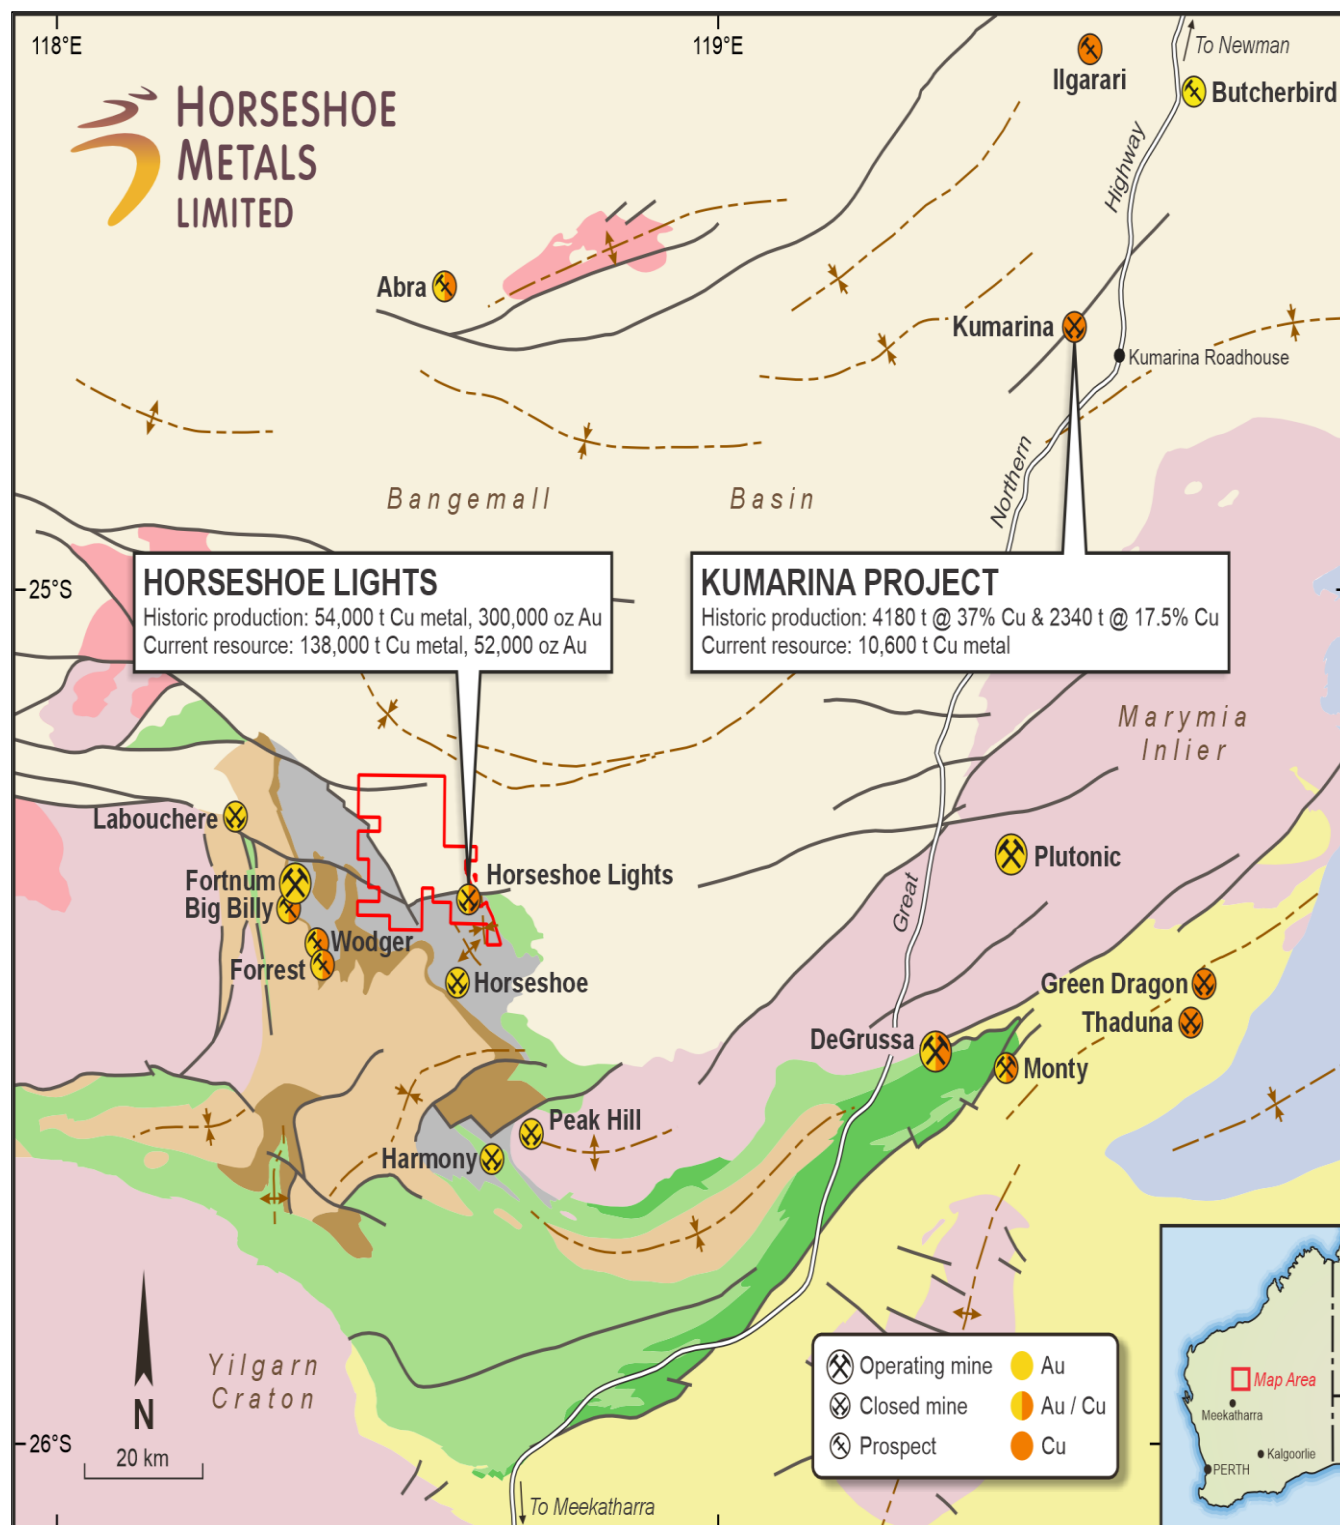 118°E
119°E
To Newman
HORSESHOE
METALS
LIMITED
Ilgarari
Butcherbird
Highway
Abra
Kumarina
Kumarina Roadhouse
Northern
Bangemall Basin
25°S
HORSESHOE LIGHTS
Historic production: 54,000 t Cu metal, 300,000 oz Au
Current resource: 138,000 t Cu metal, 52,000 oz Au
KUMARINA PROJECT
Historic production: 4180 t @ 37% Cu & 2340 t @ 17.5% Cu
Current resource: 10,600 t Cu metal
Marymia
Inlier
Labouchere
Plutonic
Fortnum
Horseshoe Lights
Big Billy
Great
Wodger
Forrest
Horseshoe
Green Dragon
Thaduna
DeGrussa
Monty
Peak Hill
Harmony
Yilgarn
Craton
N
20 km
26°S
To Meekatharra
Operating mine
Au
Closed mine
Au / Cu
Prospect
Cu
Map Area
Meekatharra
Kalgoorlie
PERTH